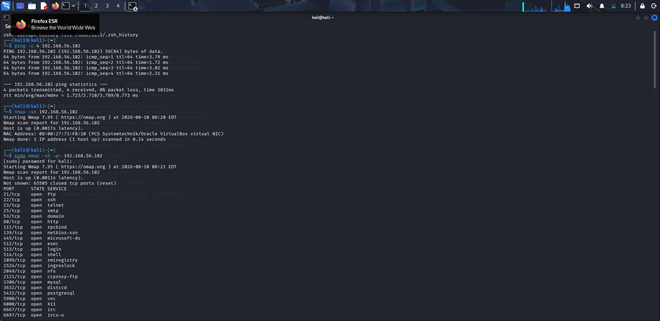 1 2 3 4
8:23
kali@kali: ~
Firefox ESR
Browse the World Wide Web
Se
(kali㉿kali)-[~]
$ ping -c 4 192.168.56.102
PING 192.168.56.102 (192.168.56.102) 56(84) bytes of data.
64 bytes from 192.168.56.102: icmp_seq=1 ttl=64 time=3.79 ms
64 bytes from 192.168.56.102: icmp_seq=2 ttl=64 time=1.72 ms
64 bytes from 192.168.56.102: icmp_seq=3 ttl=64 time=3.02 ms
64 bytes from 192.168.56.102: icmp_seq=4 ttl=64 time=2.31 ms
--- 192.168.56.102 ping statistics ---
4 packets transmitted, 4 received, 0% packet loss, time 3031ms
rtt min/avg/max/mdev = 1.723/2.710/3.789/0.773 ms
(kali㉿kali)-[~]
$ nmap -sn 192.168.56.102
Starting Nmap 7.95 ( https://nmap.org ) at 2026-08-10 08:20 EDT
Nmap scan report for 192.168.56.102
Host is up (0.0017s latency).
MAC Address: 08:00:27:73:FB:10 (PCS Systemtechnik/Oracle VirtualBox virtual NIC)
Nmap done: 1 IP address (1 host up) scanned in 0.14 seconds
(kali㉿kali)-[~]
$ sudo nmap -sS -p- 192.168.56.102
[sudo] password for kali:
Starting Nmap 7.95 ( https://nmap.org ) at 2026-08-10 08:21 EDT
Nmap scan report for 192.168.56.102
Host is up (0.0011s latency).
Not shown: 65505 closed tcp ports (reset)
PORT STATE SERVICE
21/tcp open ftp
22/tcp open ssh
23/tcp open telnet
25/tcp open smtp
53/tcp open domain
80/tcp open http
111/tcp open rpcbind
139/tcp open netbios-ssn
445/tcp open microsoft-ds
512/tcp open exec
513/tcp open login
514/tcp open shell
1099/tcp open rmiregistry
1524/tcp open ingreslock
2049/tcp open nfs
2121/tcp open ccproxy-ftp
3306/tcp open mysql
3632/tcp open distccd
5432/tcp open postgresql
5900/tcp open vnc
6000/tcp open X11
6667/tcp open irc
6697/tcp open ircs-u